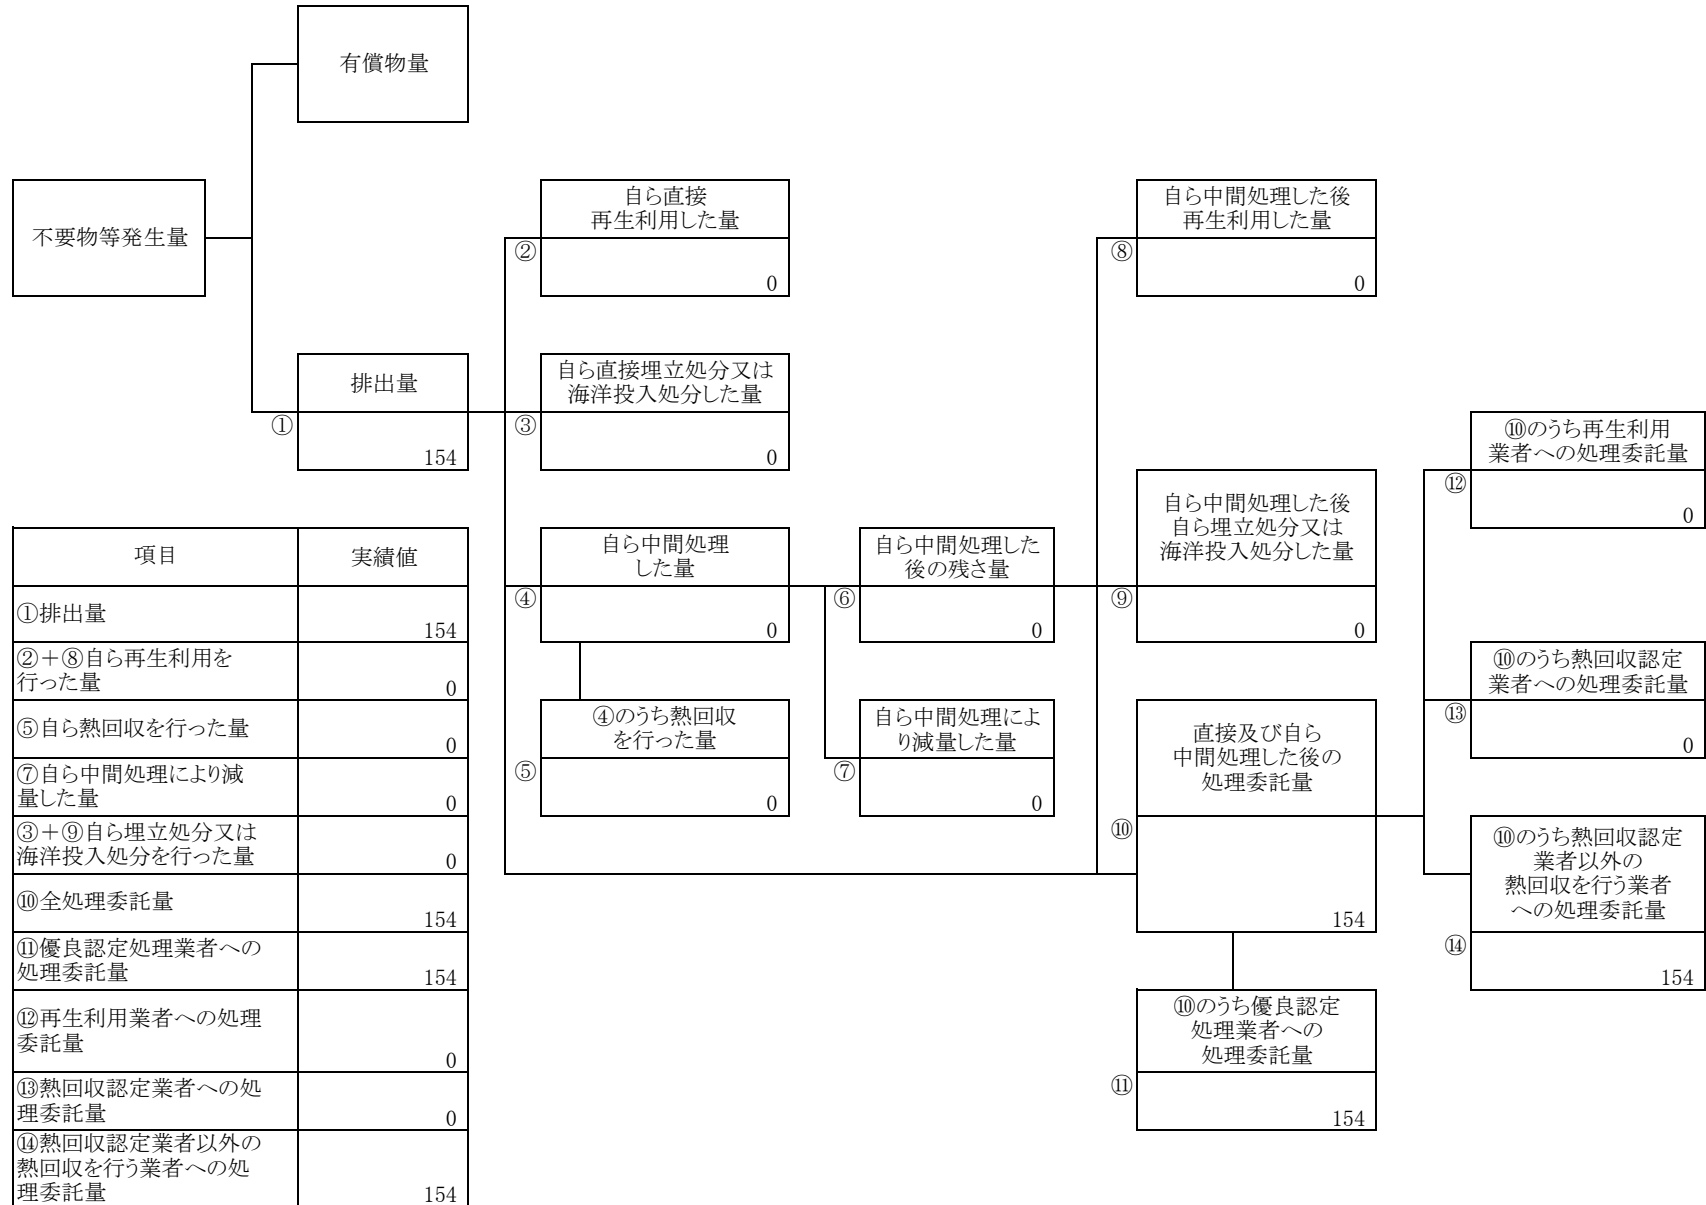 有償物量
不要物等発生量
自ら直接
再生利用した量
②
0
自ら中間処理した後
再生利用した量
⑧
0
排出量
①
154
自ら直接埋立処分又は
海洋投入処分した量
③
0
⑩のうち再生利用
業者への処理委託量
⑫
0
自ら中間処理した後
自ら埋立処分又は
海洋投入処分した量
⑨
0
自ら中間処理
した量
④
0
自ら中間処理した
後の残さ量
⑥
0
⑩のうち熱回収認定
業者への処理委託量
⑬
0
④のうち熱回収
を行った量
⑤
0
自ら中間処理によ
り減量した量
⑦
0
直接及び自ら
中間処理した後の
処理委託量
⑩
154
⑩のうち熱回収認定
業者以外の
熱回収を行う業者
への処理委託量
⑭
154
⑩のうち優良認定
処理業者への
処理委託量
⑪
154
項目 実績値
①排出量
154
②＋⑧自ら再生利用を
行った量
0
⑤自ら熱回収を行った量
0
⑦自ら中間処理により減
量した量
0
③＋⑨自ら埋立処分又は
海洋投入処分を行った量
0
⑩全処理委託量
154
⑪優良認定処理業者への
処理委託量
154
⑫再生利用業者への処理
委託量
0
⑬熱回収認定業者への処
理委託量
0
⑭熱回収認定業者以外の
熱回収を行う業者への処
理委託量
154